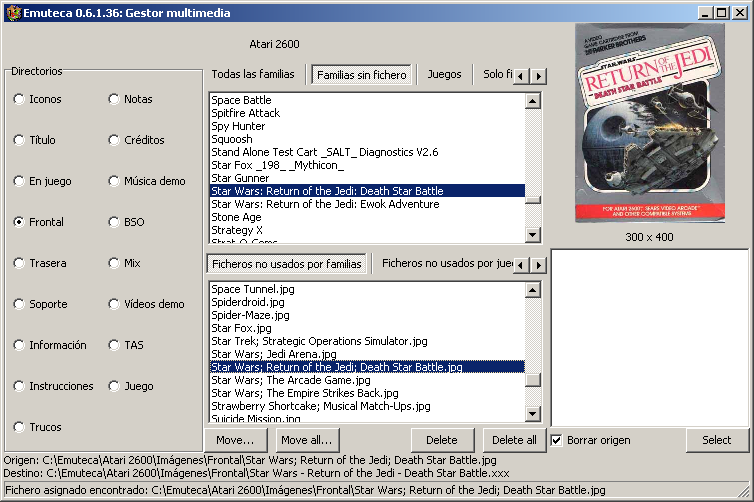 Emuteca 0.6.1.36: Gestor multimedia
Atari 2600
Directorios
Iconos
Notas
Título
Créditos
En juego
Música demo
Frontal
BSO
Trasera
Mix
Soporte
Vídeos demo
Información
TAS
Instrucciones
Juego
Trucos
Todas las familias
Familias sin fichero
Juegos
Solo fi
Space Battle
Spitfire Attack
Spy Hunter
Squoosh
Stand Alone Test Cart _SALT_ Diagnostics V2.6
Star Fox _198_ _Mythicon_
Star Gunner
Star Wars: Return of the Jedi: Death Star Battle
Star Wars: Return of the Jedi: Ewok Adventure
Stone Age
Strategy X
Strat-O-Gems
Ficheros no usados por familias
Ficheros no usados por jueg
Space Tunnel.jpg
Spiderdroid.jpg
Spider-Maze.jpg
Star Fox.jpg
Star Trek; Strategic Operations Simulator.jpg
Star Wars; Jedi Arena.jpg
Star Wars; Return of the Jedi; Death Star Battle.jpg
Star Wars; The Arcade Game.jpg
Star Wars; The Empire Strikes Back.jpg
Strawberry Shortcake; Musical Match-Ups.jpg
Suicide Mission.jpg
Move...
Move all...
Delete
Delete all
A VIDEO
GAME CARTRIDGE FROM
PARKER BROTHERS
STAR WARS
RETURN OF THE JEDI
DEATH STAR BATTLE
FOR ATARI 2600, SEARS VIDEO ARCADE
AND OTHER COMPATIBLE SYSTEMS.
300 x 400
Borrar origen
Select
Origen: C:\Emuteca\Atari 2600\Imágenes\Frontal\Star Wars; Return of the Jedi; Death Star Battle.jpg
Destino: C:\Emuteca\Atari 2600\Imágenes\Frontal\Star Wars - Return of the Jedi - Death Star Battle.xxx
Fichero asignado encontrado: C:\Emuteca\Atari 2600\Imágenes\Frontal\Star Wars; Return of the Jedi; Death Star Battle.jpg